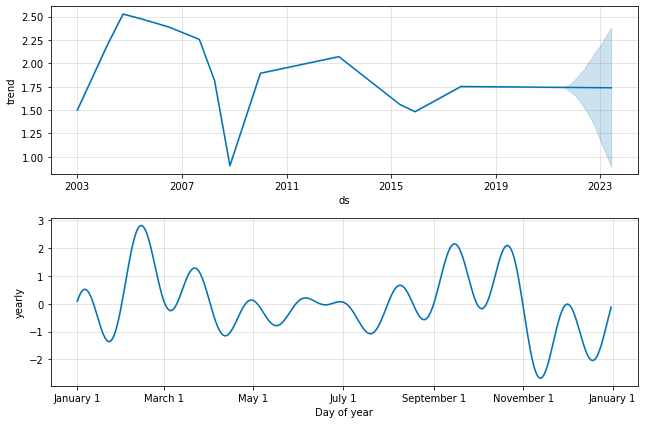 2.50
2.25
2.00
1.75
1.50
1.25
1.00
trend
2003 2007 2011 2015 2019 2023
ds
3
2
1
0
−1
−2
yearly
January 1 March 1 May 1 July 1 September 1 November 1 January 1
Day of year